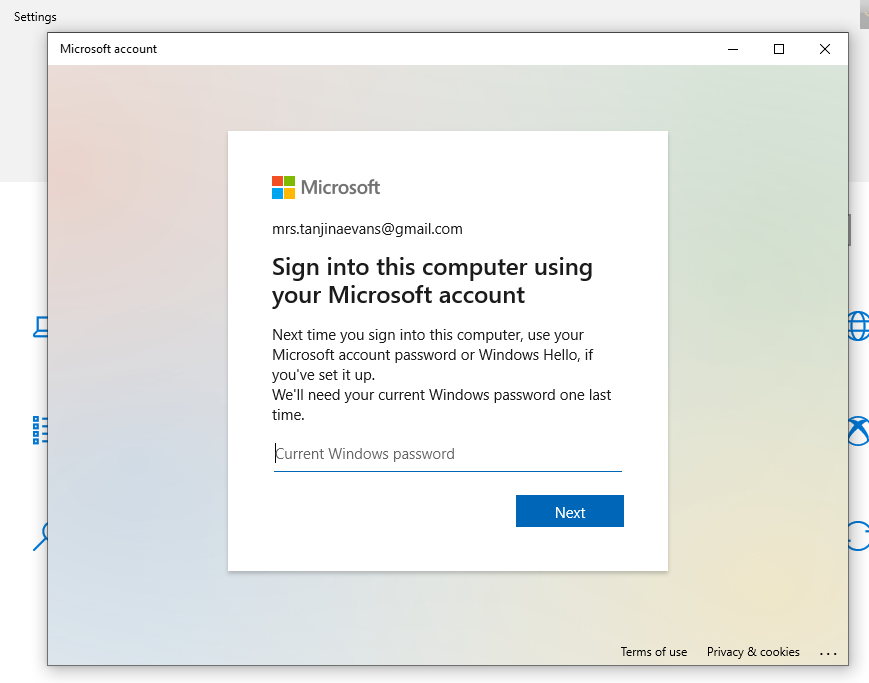 Settings
Microsoft account
Microsoft
mrs.tanjinaevans@gmail.com
Sign into this computer using
your Microsoft account
Next time you sign into this computer, use your
Microsoft account password or Windows Hello, if
you've set it up.
We'll need your current Windows password one last
time.
Current Windows password
Next
Terms of use Privacy & cookies ...